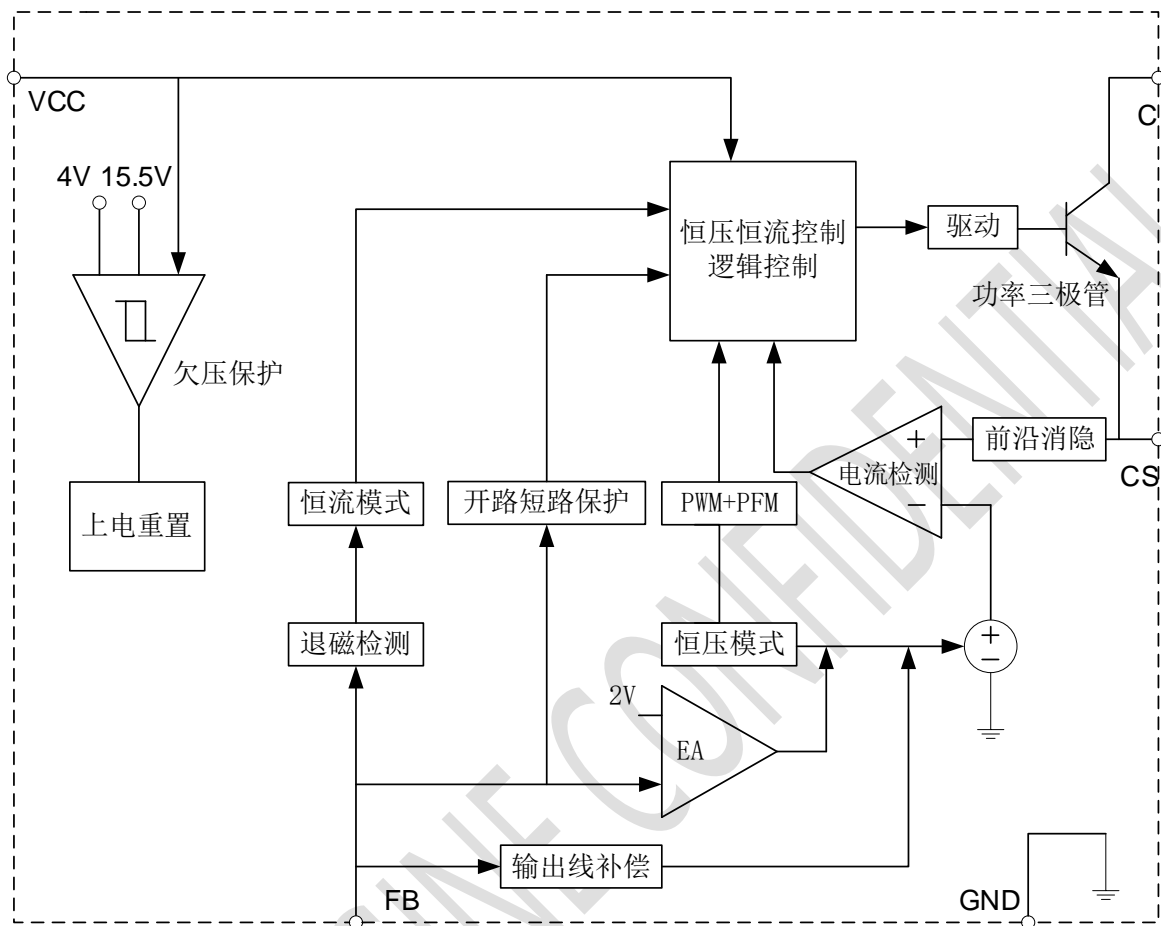 VCC
C
4V 15.5V
恒压恒流控制
逻辑控制
驱动
功率三极管
欠压保护
前沿消隐
+
电流检测
−
CS
上电重置
恒流模式
开路短路保护
PWM+PFM
退磁检测
恒压模式
+
−
2V
EA
输出线补偿
FB
GND
INE CONFIDENTIAL